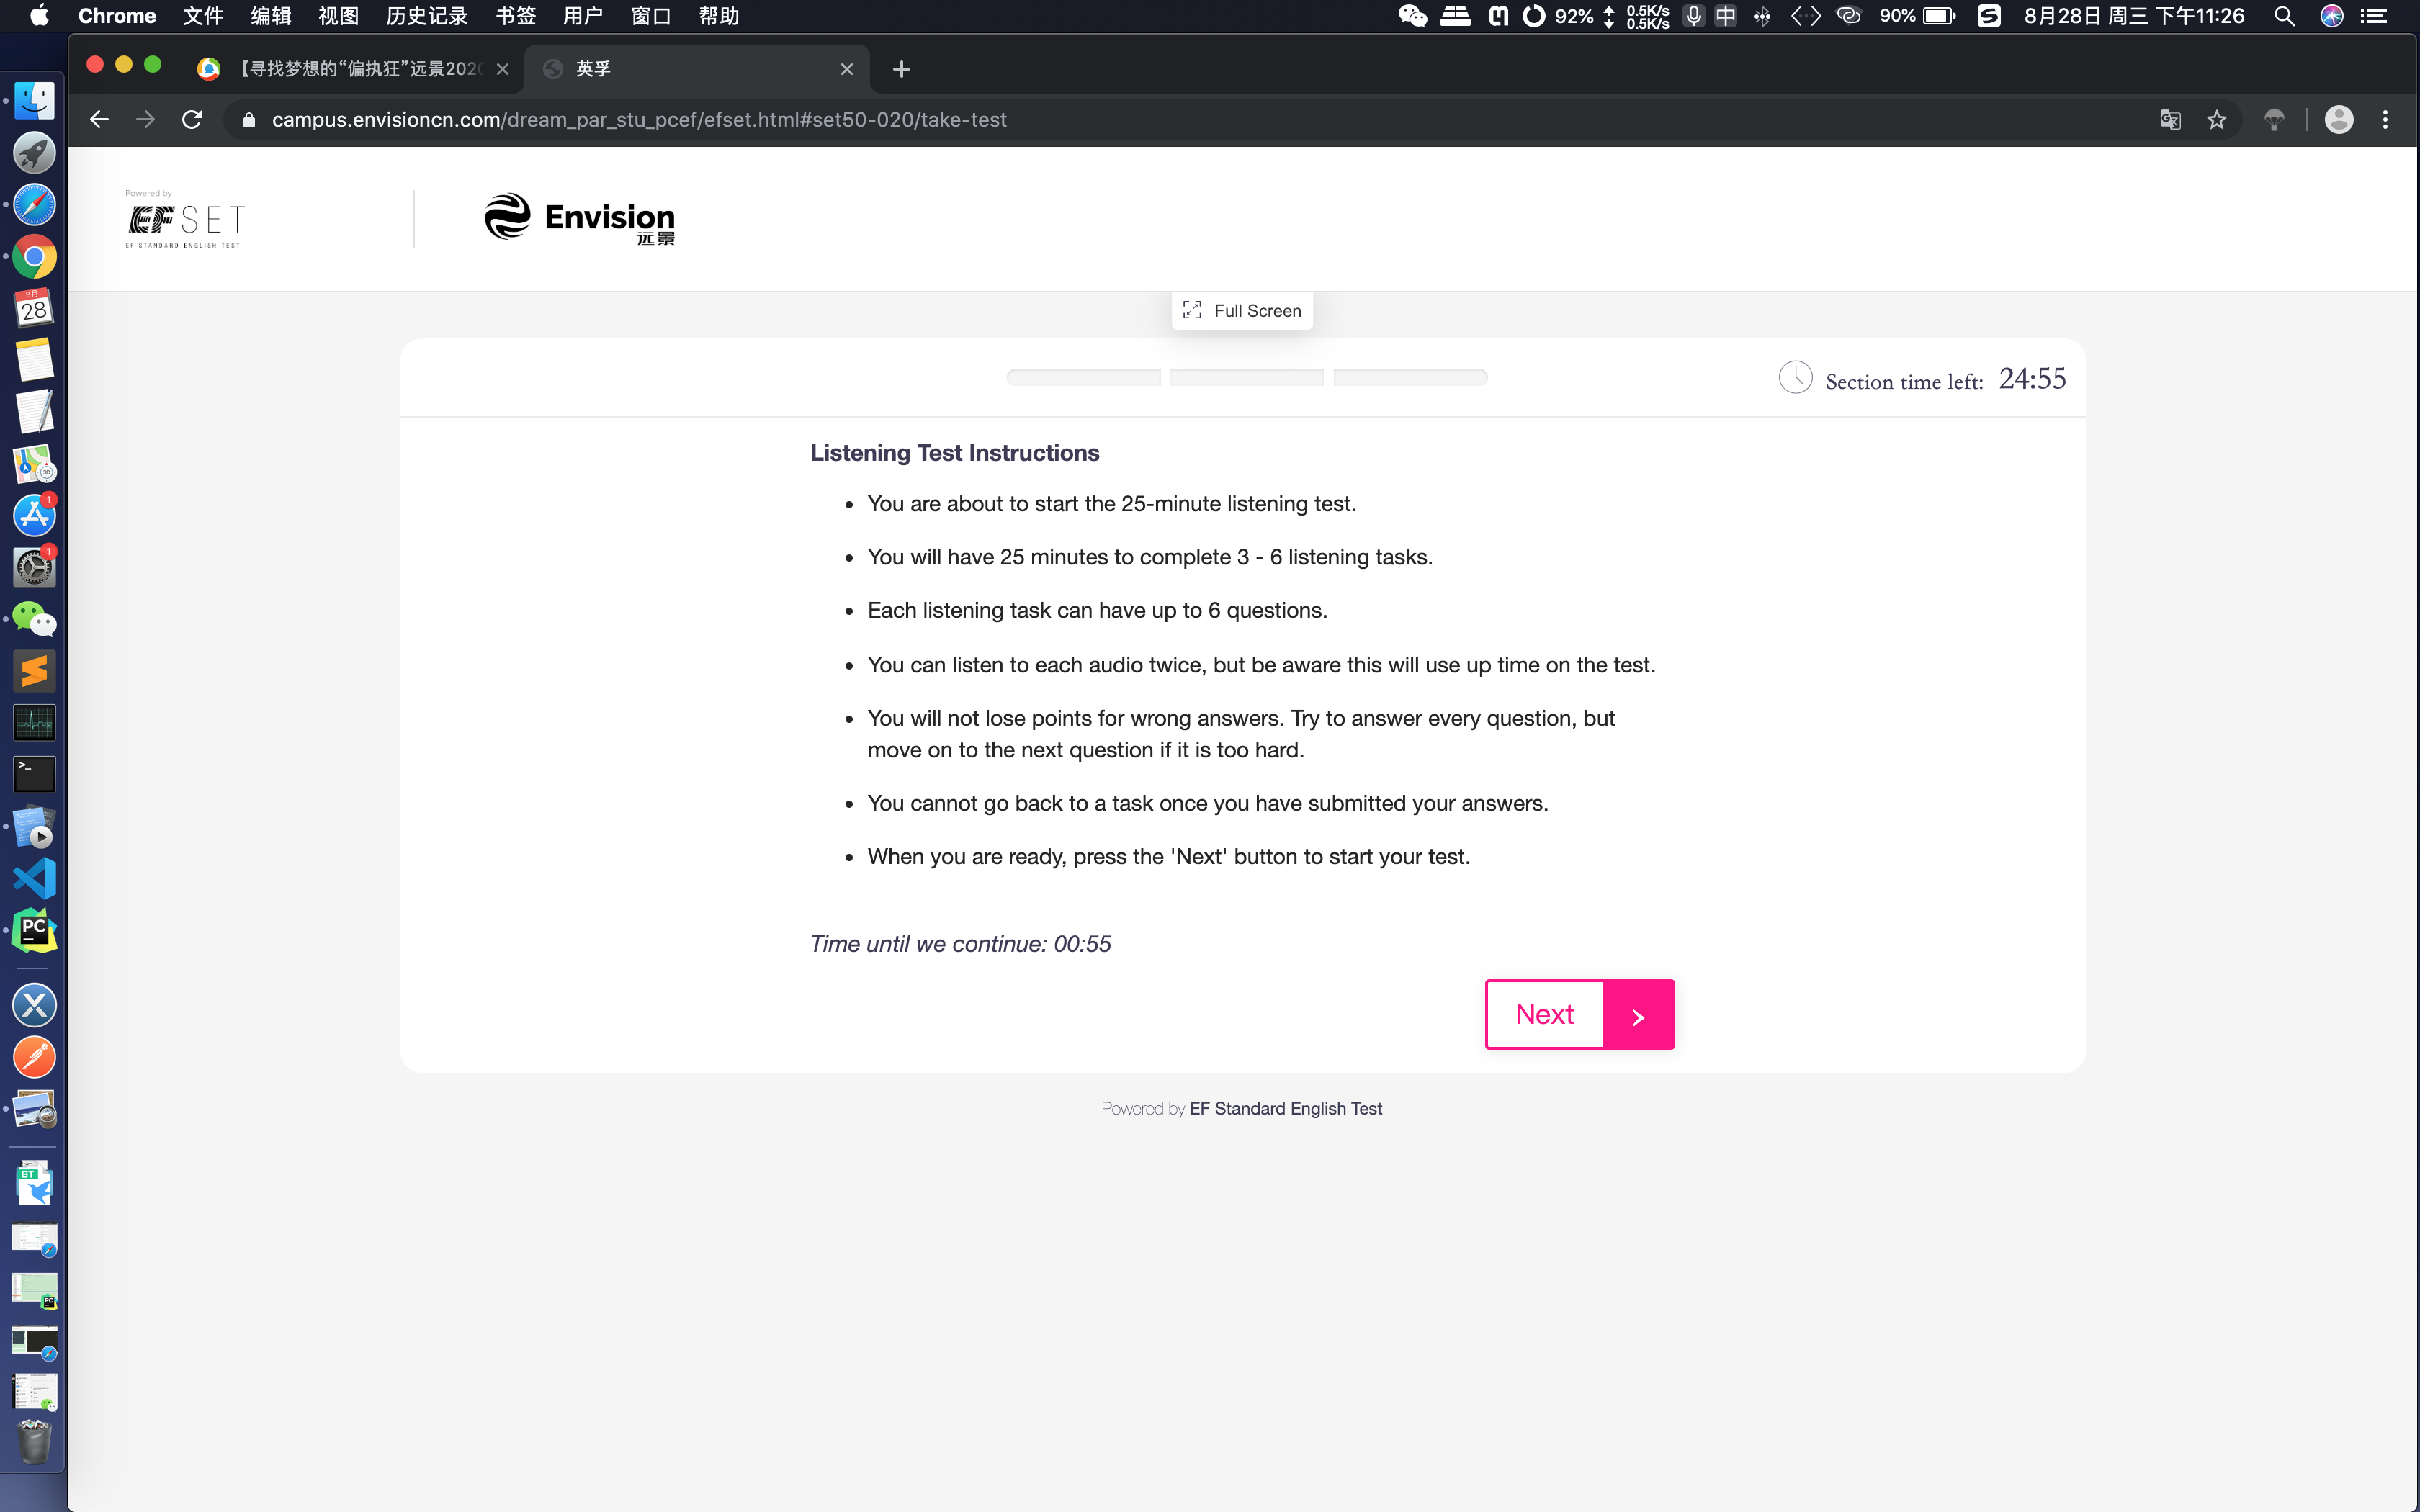 Chrome 文件 编辑 视图 历史记录 书签 用户 窗口 帮助 92% 0.5K/s 0.5K/s 中 90% 8月28日 周三 下午11:26
【寻找梦想的“偏执狂”远景202
英孚
campus.envisioncn.com/dream_par_stu_pcef/efset.html#set50-020/take-test
Powered by
EF SET
EF STANDARD ENGLISH TEST
Envision
远景
Full Screen
Section time left: 24:55
Listening Test Instructions
• You are about to start the 25-minute listening test.
• You will have 25 minutes to complete 3 - 6 listening tasks.
• Each listening task can have up to 6 questions.
• You can listen to each audio twice, but be aware this will use up time on the test.
• You will not lose points for wrong answers. Try to answer every question, but
move on to the next question if it is too hard.
• You cannot go back to a task once you have submitted your answers.
• When you are ready, press the 'Next' button to start your test.
Time until we continue: 00:55
Next
Powered by EF Standard English Test
8月
28
3D
1
1
>_
PC
BT
PC